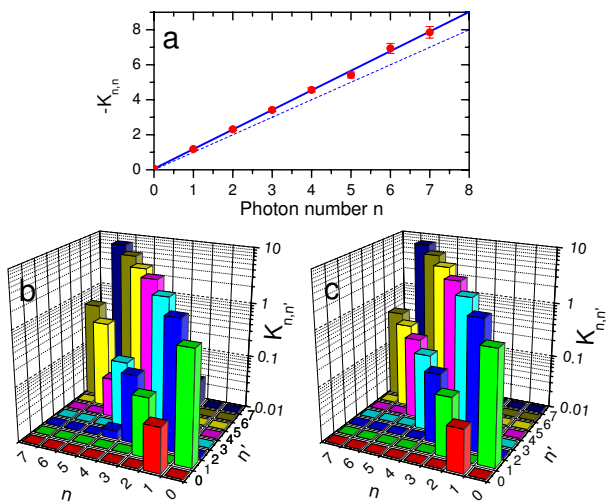 a
8
6
4
2
0
-K_{n,n}
0 1 2 3 4 5 6 7 8
Photon number n
b
10
1
0.1
0.01
K_{n,n'}
7 6 5 4 3 2 1 0
n
0 1 2 3 4 5 6 7
n'
c
10
1
0.1
0.01
K_{n,n'}
7 6 5 4 3 2 1 0
n
0 1 2 3 4 5 6 7
n'